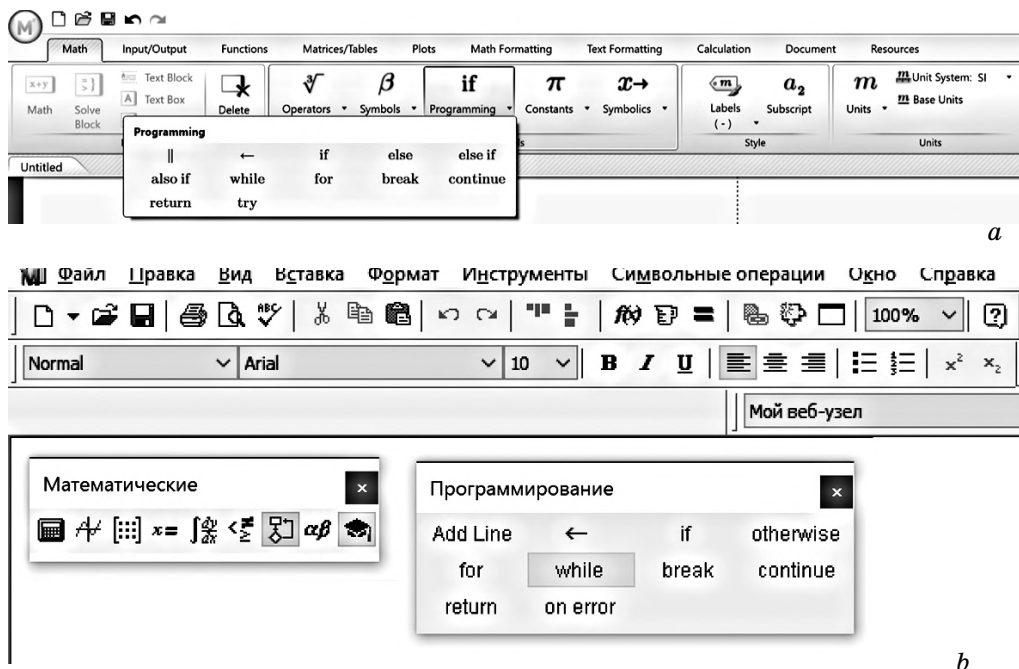 Math Input/Output Functions Matrices/Tables Plots Math Formatting Text Formatting Calculation Document Resources
x+y Text Block if π x→ m a₂ m Unit System: SI
Text Box Base Units
Math Solve Block Delete Operators Symbols Programming Constants Symbolics Labels (-) Subscript Units
Style Units
Programming
Untitled
‖ ← if else else if
also if while for break continue
return try
a
Файл Правка Вид Вставка Формат Инструменты Символьные операции Окно Справка
100%
Normal Arial 10 B I U x² x₂
Мой веб-узел
Математические
x= αβ
Программирование
Add Line ← if otherwise
for while break continue
return on error
b